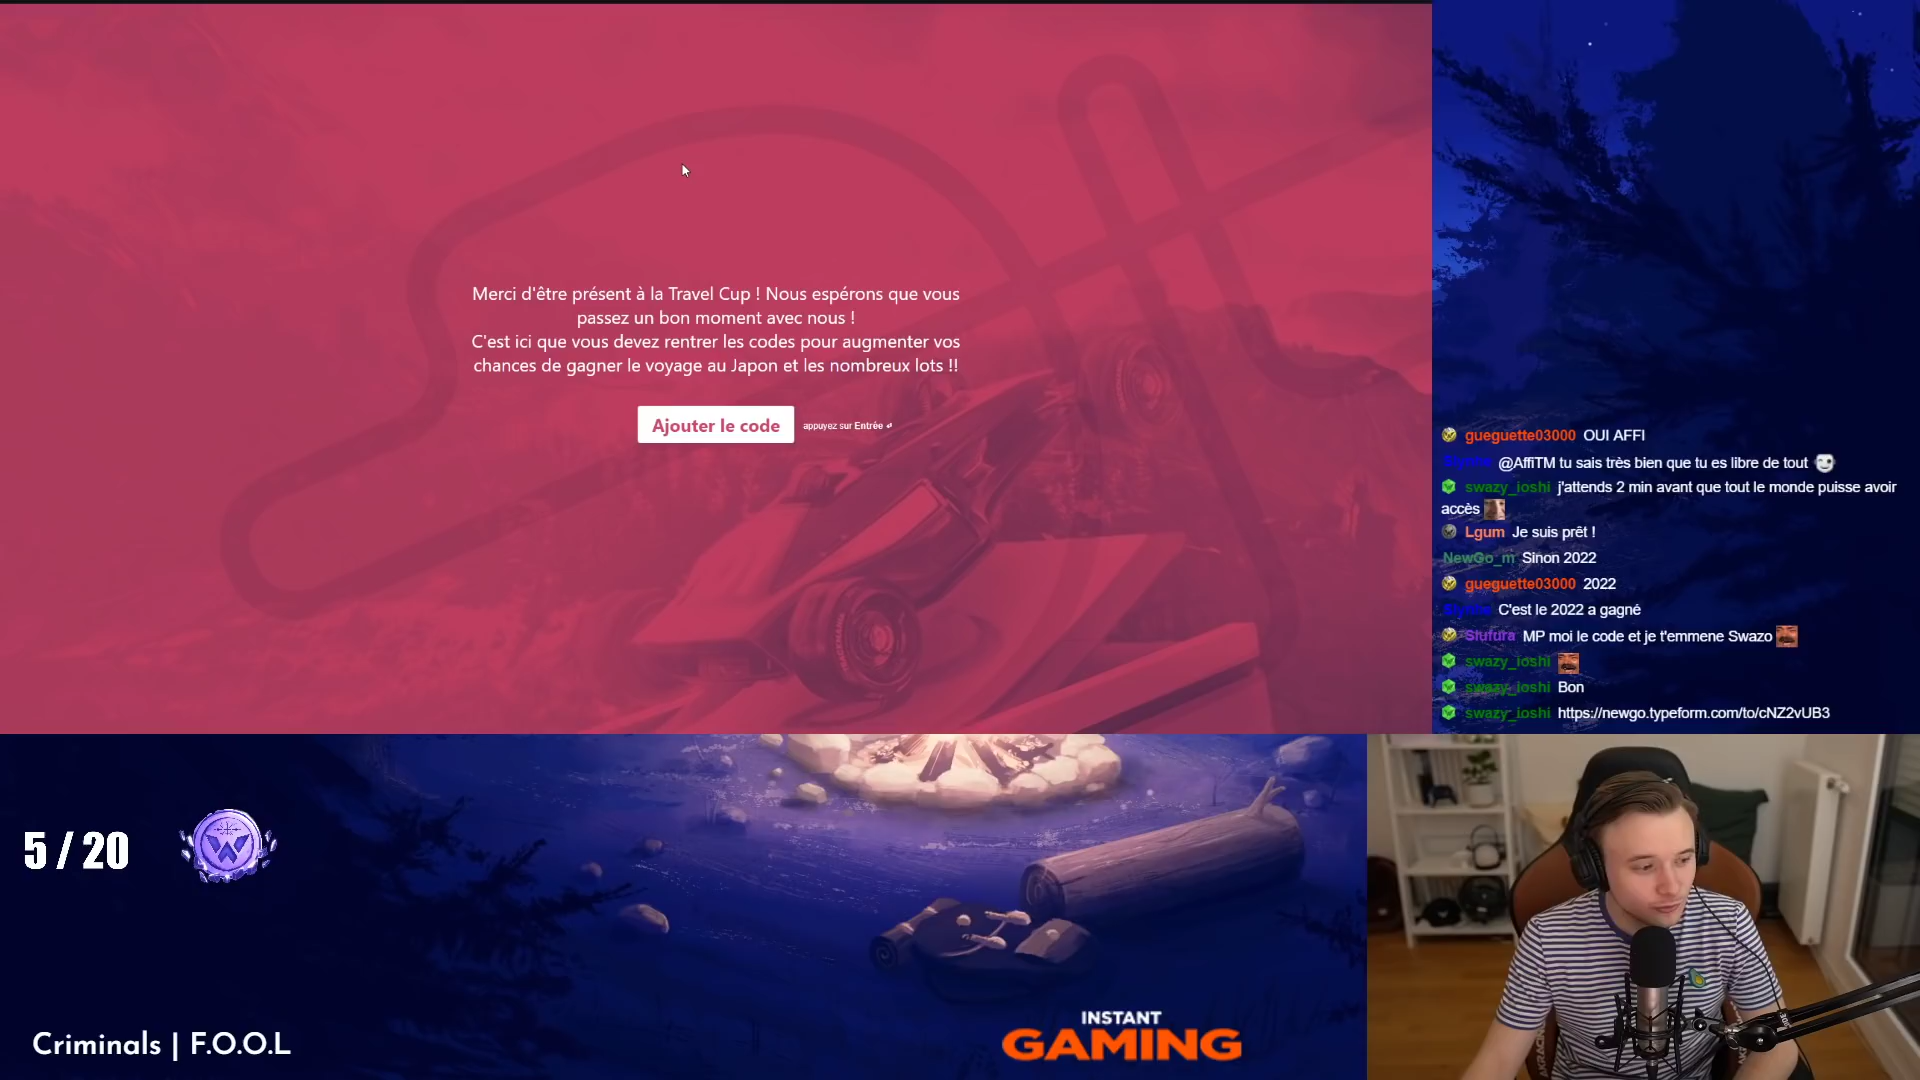 Merci d'être présent à la Travel Cup ! Nous espérons que vous
passez un bon moment avec nous !
C'est ici que vous devez rentrer les codes pour augmenter vos
chances de gagner le voyage au Japon et les nombreux lots !!
Ajouter le code
appuyez sur Entrée ↵
gueguette03000 OUI AFFI
@AffiTM tu sais très bien que tu es libre de tout
swazy_ioshi j'attends 2 min avant que tout le monde puisse avoir
accès
Lgum Je suis prêt !
NewGo_m Sinon 2022
gueguette03000 2022
C'est le 2022 a gagné
Slufura MP moi le code et je t'emmene Swazo
swazy_ioshi
swazy_ioshi Bon
swazy_ioshi https://newgo.typeform.com/to/cNZ2vUB3
5 / 20
Criminals | F.O.O.L
INSTANT
GAMING